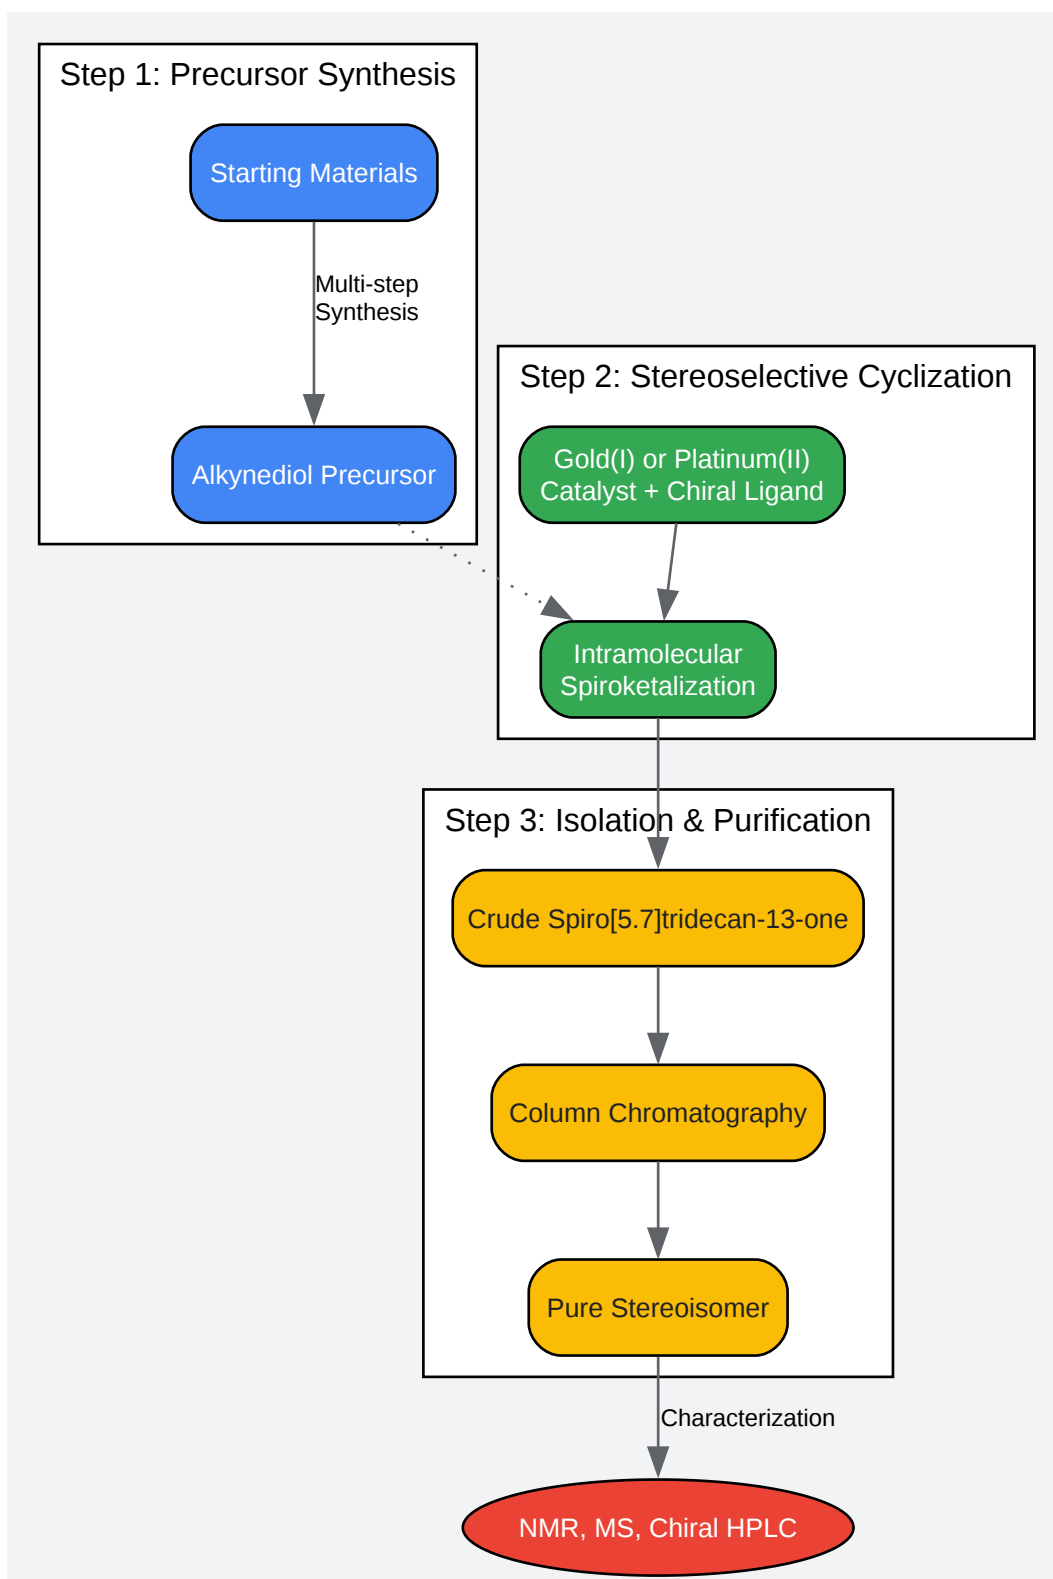 Step 1: Precursor Synthesis
Starting Materials
Multi-step
Synthesis
Alkynediol Precursor
Step 2: Stereoselective Cyclization
Gold(I) or Platinum(II)
Catalyst + Chiral Ligand
Intramolecular
Spiroketalization
Step 3: Isolation & Purification
Crude Spiro[5.7]tridecan-13-one
Column Chromatography
Pure Stereoisomer
Characterization
NMR, MS, Chiral HPLC